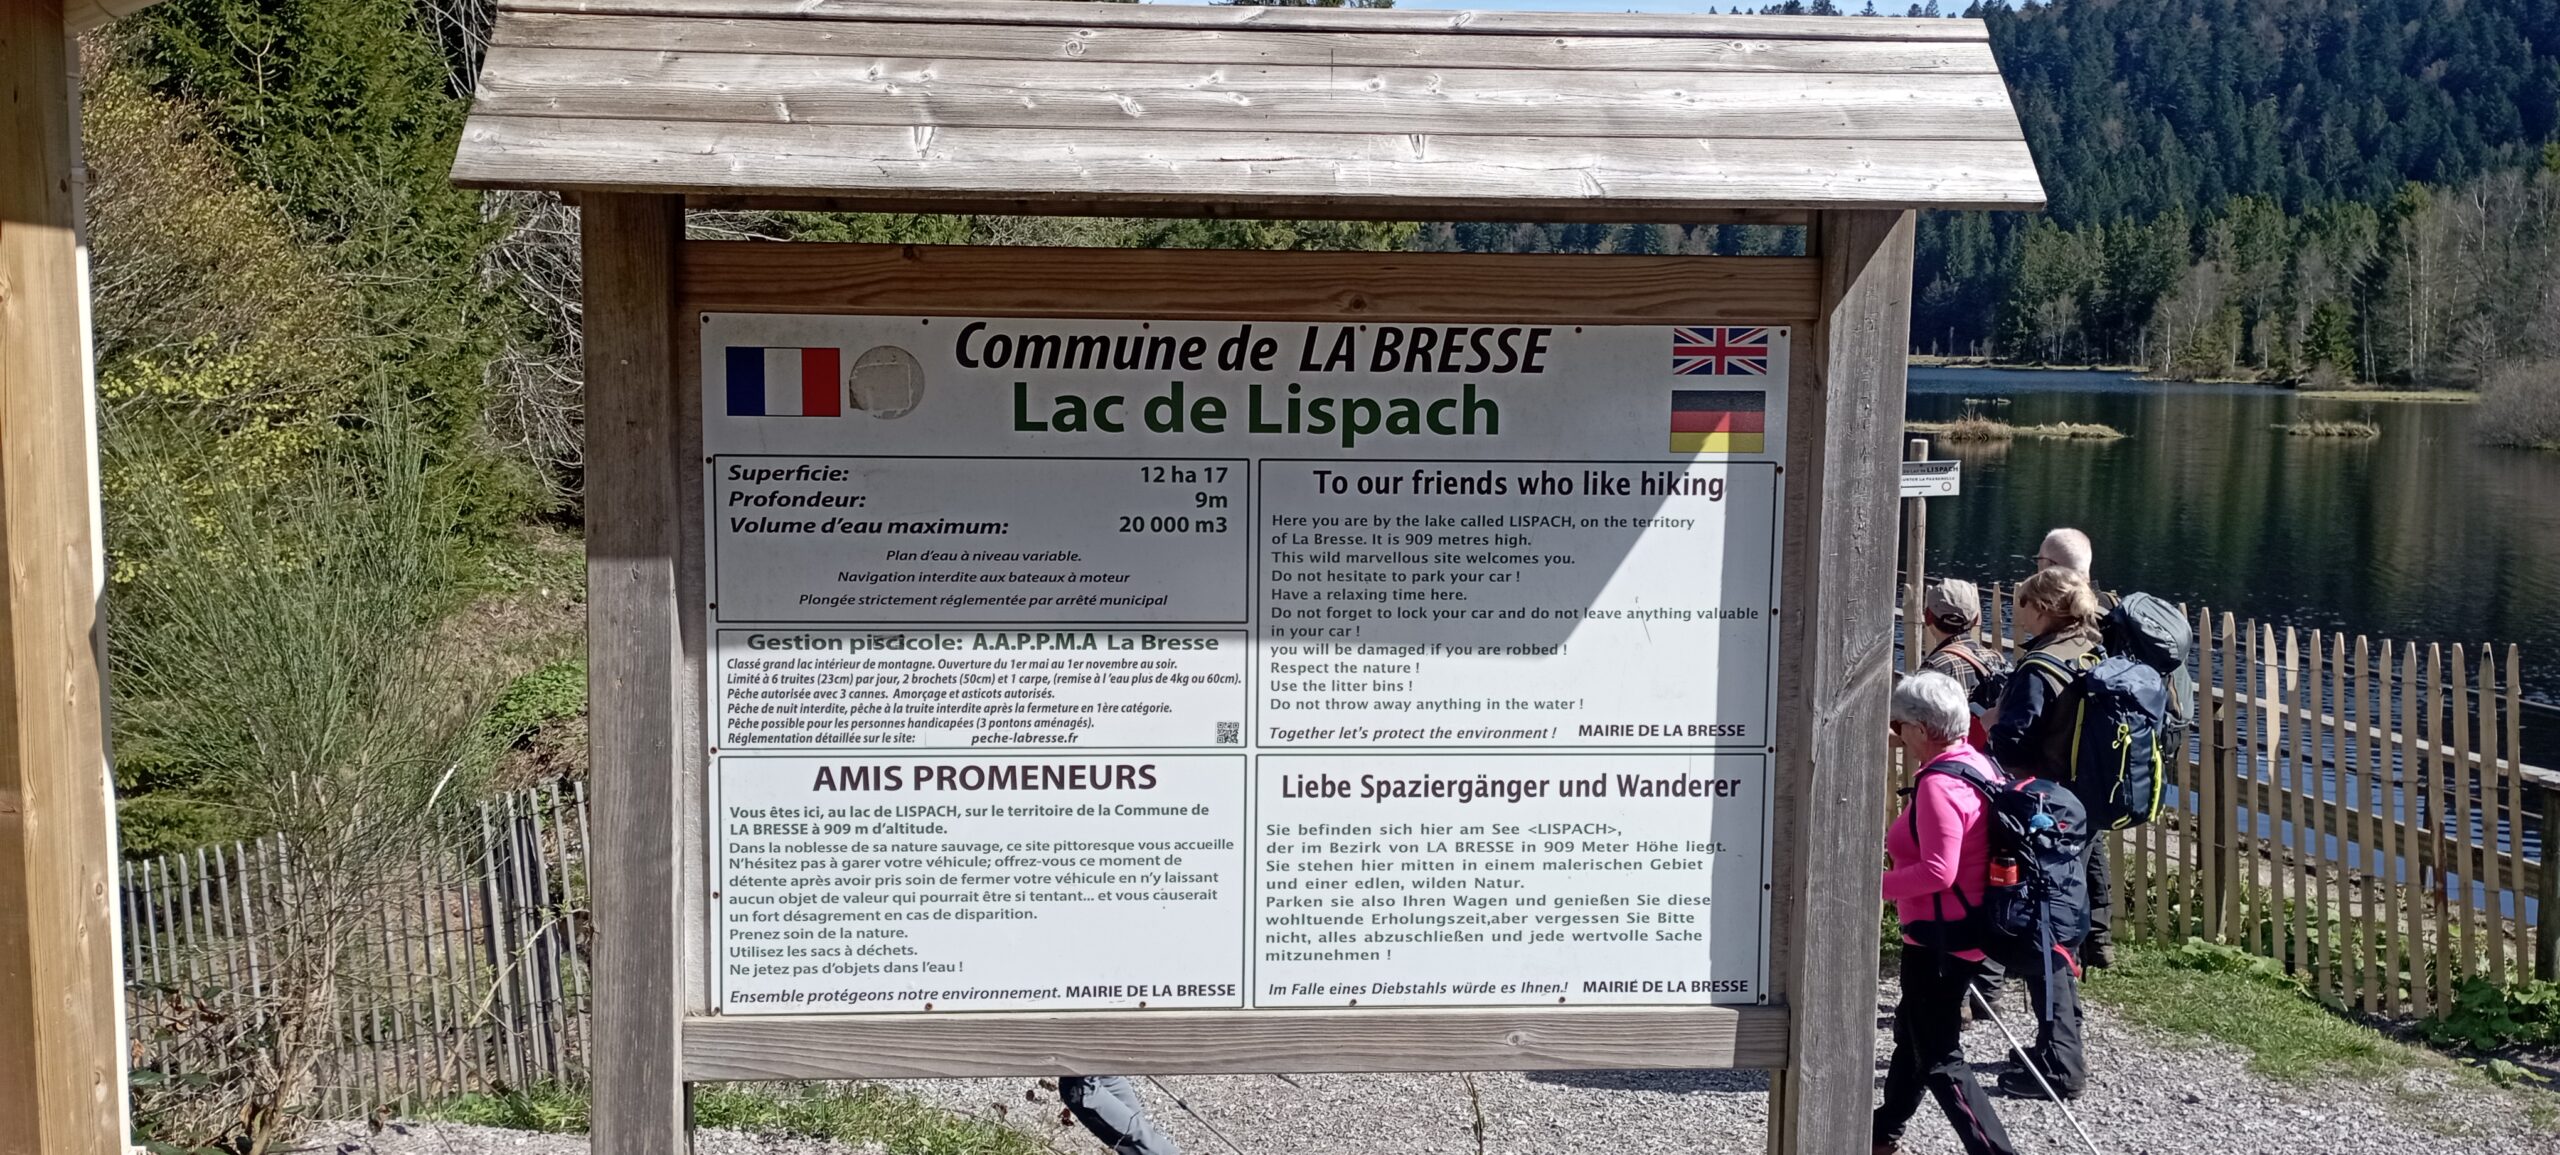 Commune de LA BRESSE
Lac de Lispach
Superficie: 12 ha 17
Profondeur: 9m
Volume d'eau maximum: 20 000 m3
Plan d'eau à niveau variable.
Navigation interdite aux bateaux à moteur
Plongée strictement réglementée par arrêté municipal
Gestion piscicole: A.A.P.P.M.A La Bresse
Classé grand lac intérieur de montagne. Ouverture du 1er mai au 1er novembre au soir.
Limité à 6 truites (23cm) par jour, 2 brochets (50cm) et 1 carpe, (remise à l'eau plus de 4kg ou 60cm).
Pêche autorisée avec 3 cannes. Amorçage et asticots autorisés.
Pêche de nuit interdite, pêche à la truite interdite après la fermeture en 1ère catégorie.
Pêche possible pour les personnes handicapées (3 pontons aménagés).
Réglementation détaillée sur le site: peche-labresse.fr
AMIS PROMENEURS
Vous êtes ici, au lac de LISPACH, sur le territoire de la Commune de
LA BRESSE à 909 m d'altitude.
Dans la noblesse de sa nature sauvage, ce site pittoresque vous accueille
N'hésitez pas à garer votre véhicule; offrez-vous ce moment de
détente après avoir pris soin de fermer votre véhicule en n'y laissant
aucun objet de valeur qui pourrait être si tentant... et vous causerait
un fort désagrement en cas de disparition.
Prenez soin de la nature.
Utilisez les sacs à déchets.
Ne jetez pas d'objets dans l'eau !
Ensemble protégeons notre environnement. MAIRIE DE LA BRESSE
To our friends who like hiking
Here you are by the lake called LISPACH, on the territory
of La Bresse. It is 909 metres high.
This wild marvellous site welcomes you.
Do not hesitate to park your car !
Have a relaxing time here.
Do not forget to lock your car and do not leave anything valuable
in your car !
you will be damaged if you are robbed !
Respect the nature !
Use the litter bins !
Do not throw away anything in the water !
Together let's protect the environment ! MAIRIE DE LA BRESSE
Liebe Spaziergänger und Wanderer
Sie befinden sich hier am See <LISPACH>,
der im Bezirk von LA BRESSE in 909 Meter Höhe liegt.
Sie stehen hier mitten in einem malerischen Gebiet
und einer edlen, wilden Natur.
Parken sie also Ihren Wagen und genießen Sie diese
wohltuende Erholungszeit,aber vergessen Sie Bitte
nicht, alles abzuschließen und jede wertvolle Sache
mitzunehmen !
Im Falle eines Diebstahls würde es Ihnen.! MAIRIE DE LA BRESSE
LISPACH